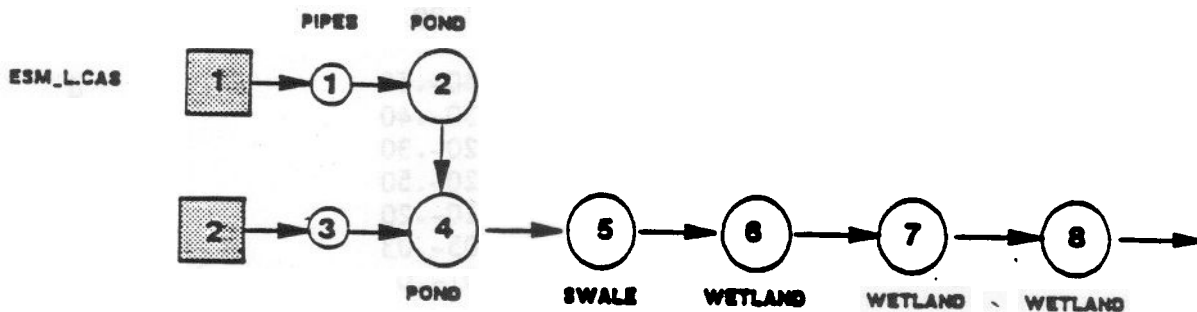 PIPES POND
ESM_L.CAS 1 1 2
2 3 4 5 6 7 8
POND SWALE WETLAND WETLAND WETLAND